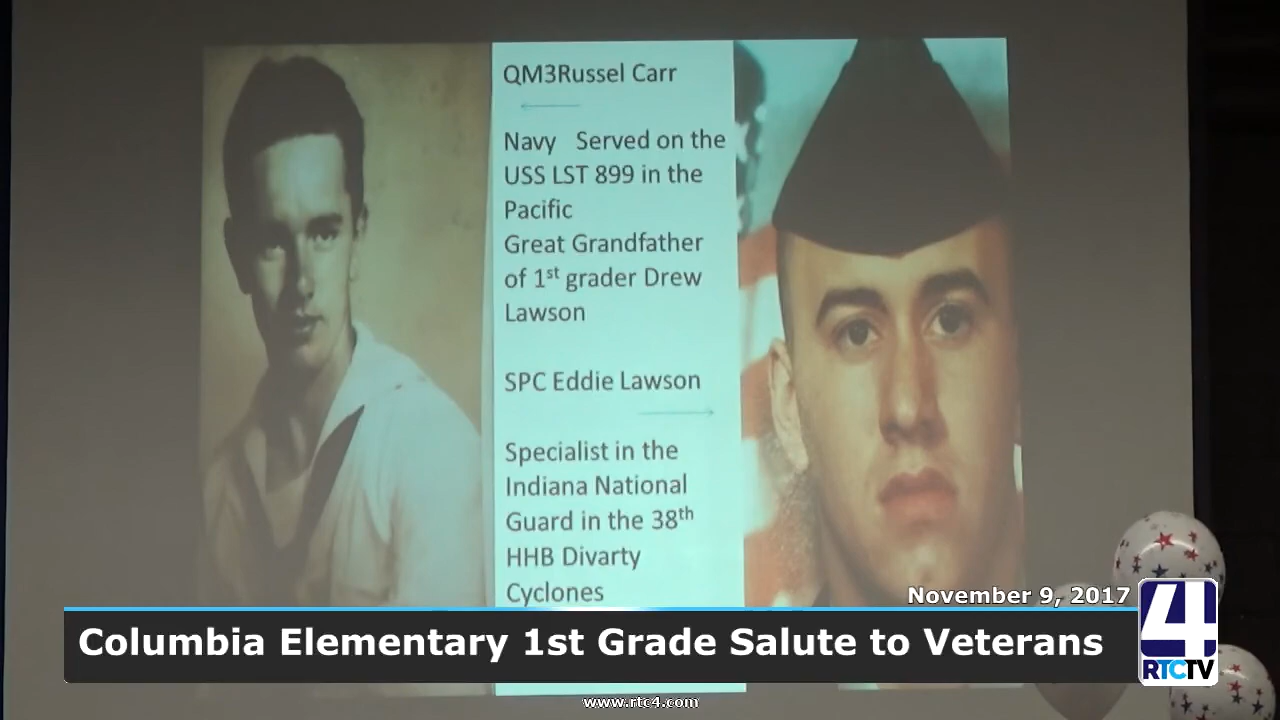 QM3Russel Carr
Navy Served on the
USS LST 899 in the
Pacific
Great Grandfather
of 1st grader Drew
Lawson
SPC Eddie Lawson
Specialist in the
Indiana National
Guard in the 38th
HHB Divarty
Cyclones
November 9, 2017
Columbia Elementary 1st Grade Salute to Veterans
4
RTCTV
www.rtc4.com